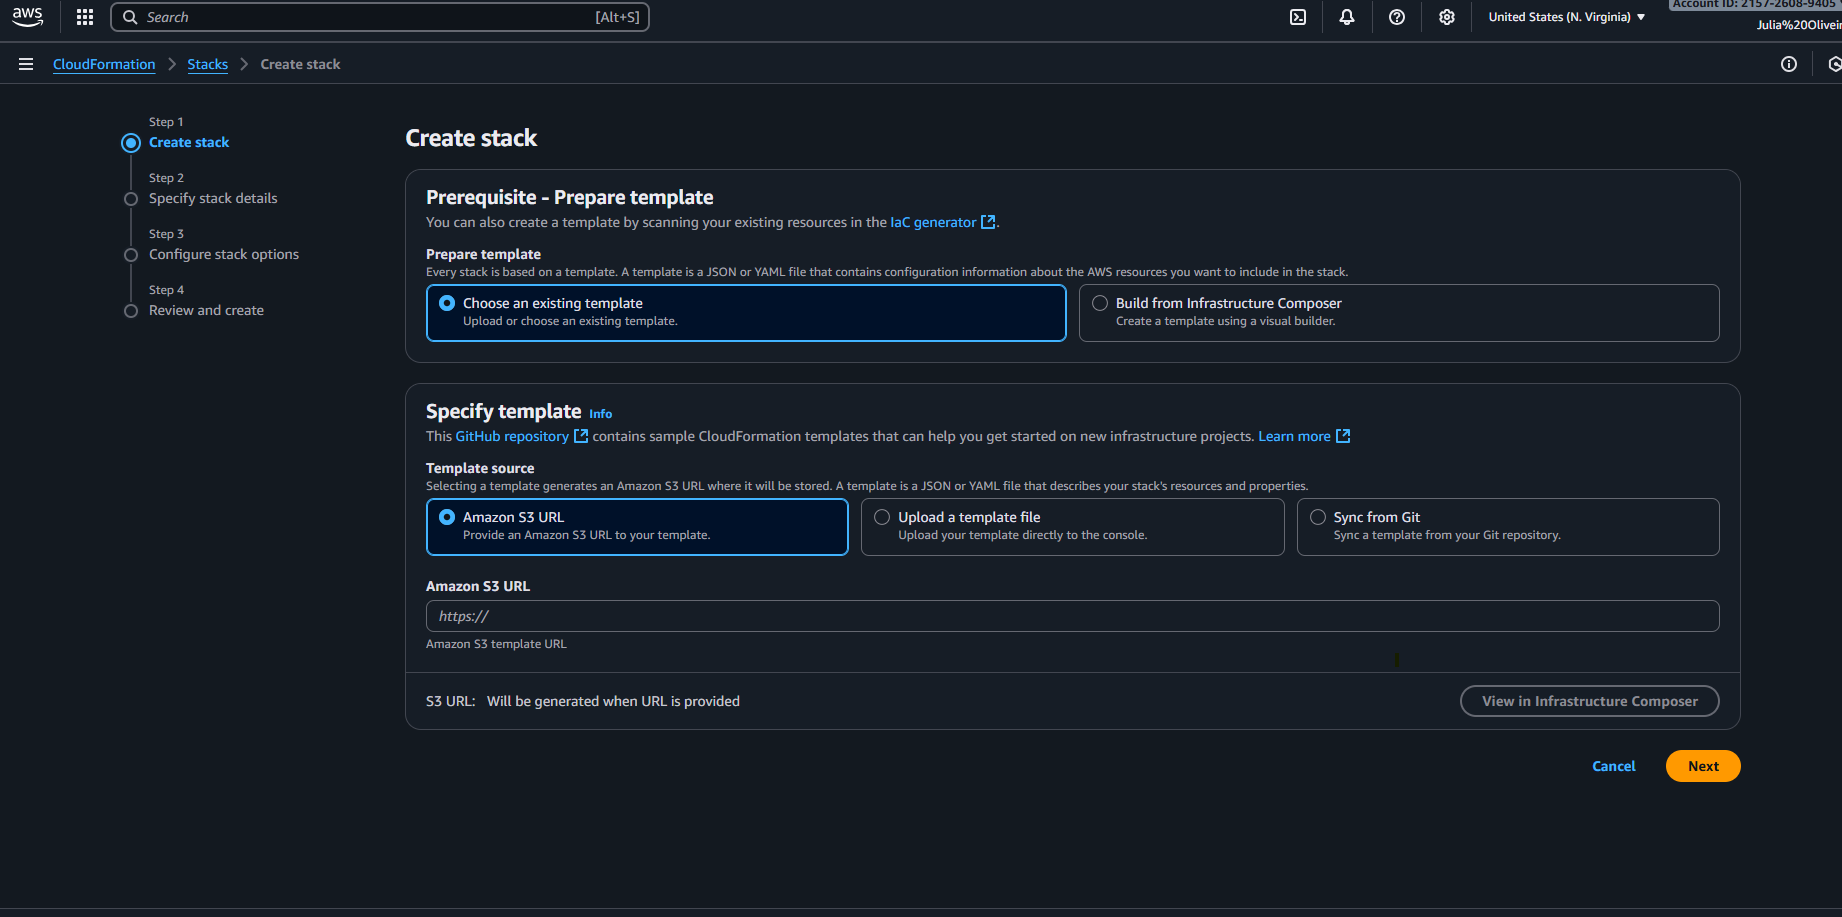 aws
Search
[Alt+S]
United States (N. Virginia)
Account ID: 2157-2608-9405
CloudFormation
Stacks
Create stack
Step 1
Create stack
Step 2
Specify stack details
Step 3
Configure stack options
Step 4
Review and create
Create stack
Prerequisite - Prepare template
You can also create a template by scanning your existing resources in the IaC generator.
Prepare template
Every stack is based on a template. A template is a JSON or YAML file that contains configuration information about the AWS resources you want to include in the stack.
Choose an existing template
Upload or choose an existing template.
Build from Infrastructure Composer
Create a template using a visual builder.
Specify template Info
This GitHub repository contains sample CloudFormation templates that can help you get started on new infrastructure projects. Learn more
Template source
Selecting a template generates an Amazon S3 URL where it will be stored. A template is a JSON or YAML file that describes your stack's resources and properties.
Amazon S3 URL
Provide an Amazon S3 URL to your template.
Upload a template file
Upload your template directly to the console.
Sync from Git
Sync a template from your Git repository.
Amazon S3 URL
https://
Amazon S3 template URL
S3 URL: Will be generated when URL is provided
View in Infrastructure Composer
Cancel
Next